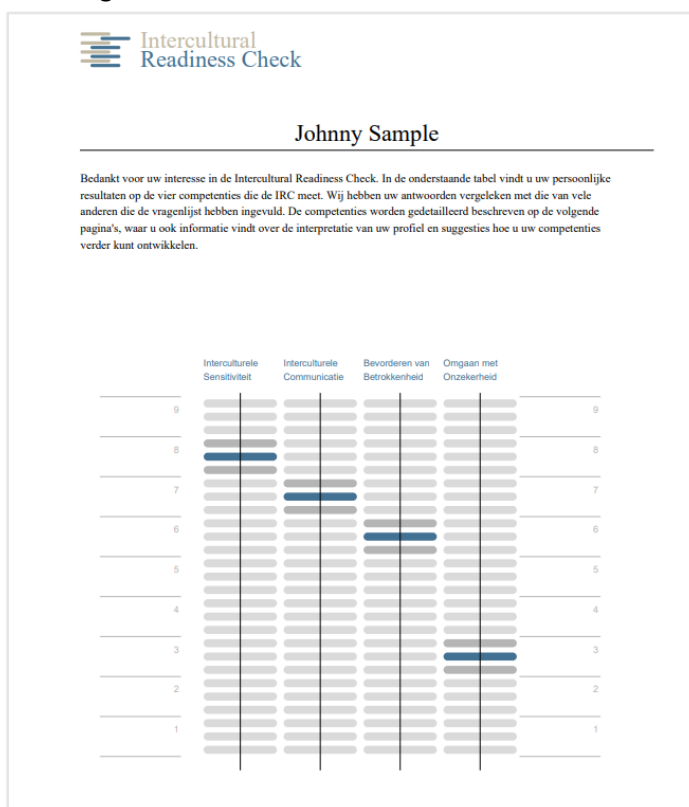 Intercultural
Readiness Check
Johnny Sample
Bedankt voor uw interesse in de Intercultural Readiness Check. In de onderstaande tabel vindt u uw persoonlijke
resultaten op de vier competenties die de IRC meet. Wij hebben uw antwoorden vergeleken met die van vele
anderen die de vragenlijst hebben ingevuld. De competenties worden gedetailleerd beschreven op de volgende
pagina's, waar u ook informatie vindt over de interpretatie van uw profiel en suggesties hoe u uw competenties
verder kunt ontwikkelen.
Interculturele Interculturele Bevorderen van Omgaan met
Sensitiviteit Communicatie Betrokkenheid Onzekerheid
9 9
8 8
7 7
6 6
5 5
4 4
3 3
2 2
1 1